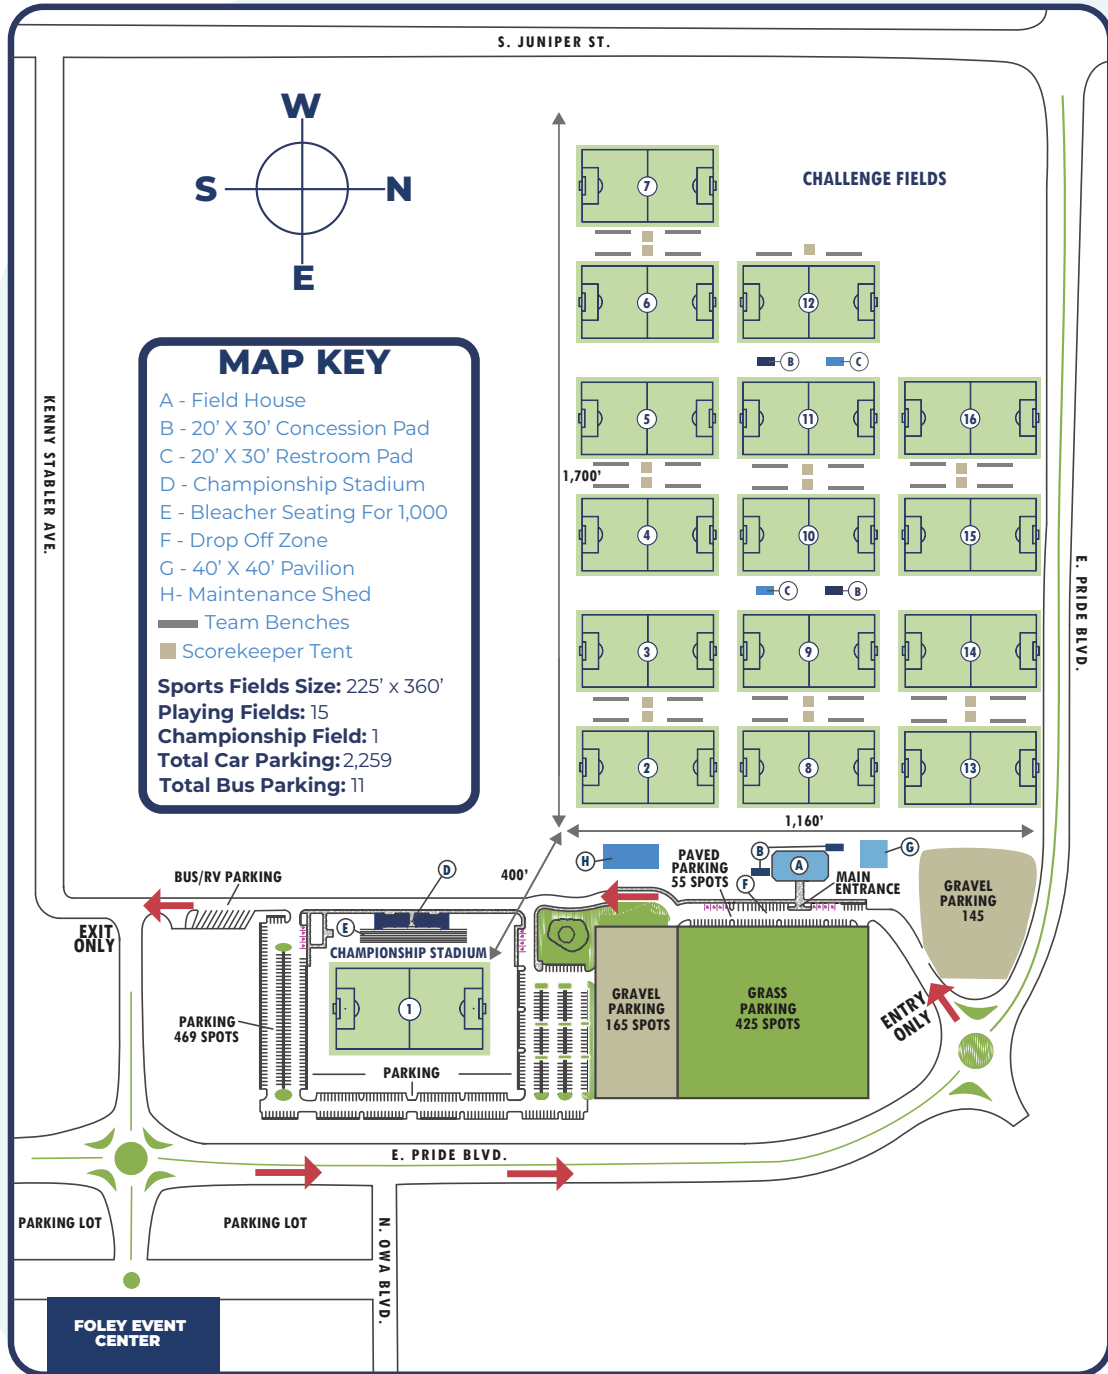 S. JUNIPER ST.
W
S
N
E
CHALLENGE FIELDS
7
6
12
B
C
5
11
16
1,700'
4
10
15
C
B
3
9
14
2
8
13
1,160'
KENNY STABLER AVE.
E. PRIDE BLVD.
MAP KEY
A - Field House
B - 20' X 30' Concession Pad
C - 20' X 30' Restroom Pad
D - Championship Stadium
E - Bleacher Seating For 1,000
F - Drop Off Zone
G - 40' X 40' Pavilion
H- Maintenance Shed
Team Benches
Scorekeeper Tent
Sports Fields Size: 225' x 360'
Playing Fields: 15
Championship Field: 1
Total Car Parking: 2,259
Total Bus Parking: 11
400'
H
PAVED
PARKING
55 SPOTS
B
A
F
G
MAIN
ENTRANCE
GRAVEL
PARKING
145
BUS/RV PARKING
D
E
EXIT
ONLY
CHAMPIONSHIP STADIUM
1
PARKING
469 SPOTS
PARKING
GRAVEL
PARKING
165 SPOTS
GRASS
PARKING
425 SPOTS
ENTRY
ONLY
E. PRIDE BLVD.
PARKING LOT
PARKING LOT
N. OWA BLVD.
FOLEY EVENT
CENTER